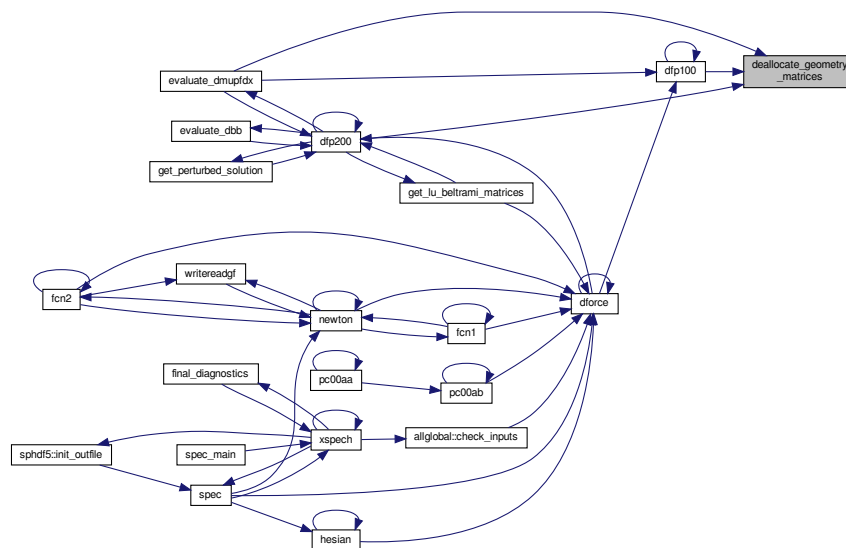 deallocate_geometry
_matrices
dfp100
evaluate_dmupfdx
evaluate_dbb
dfp200
get_perturbed_solution
get_lu_beltrami_matrices
writereadgf
fcn2
dforce
newton
fcn1
final_diagnostics
pc00aa
pc00ab
xspech
allglobal::check_inputs
sphdf5::init_outfile
spec_main
spec
hesian